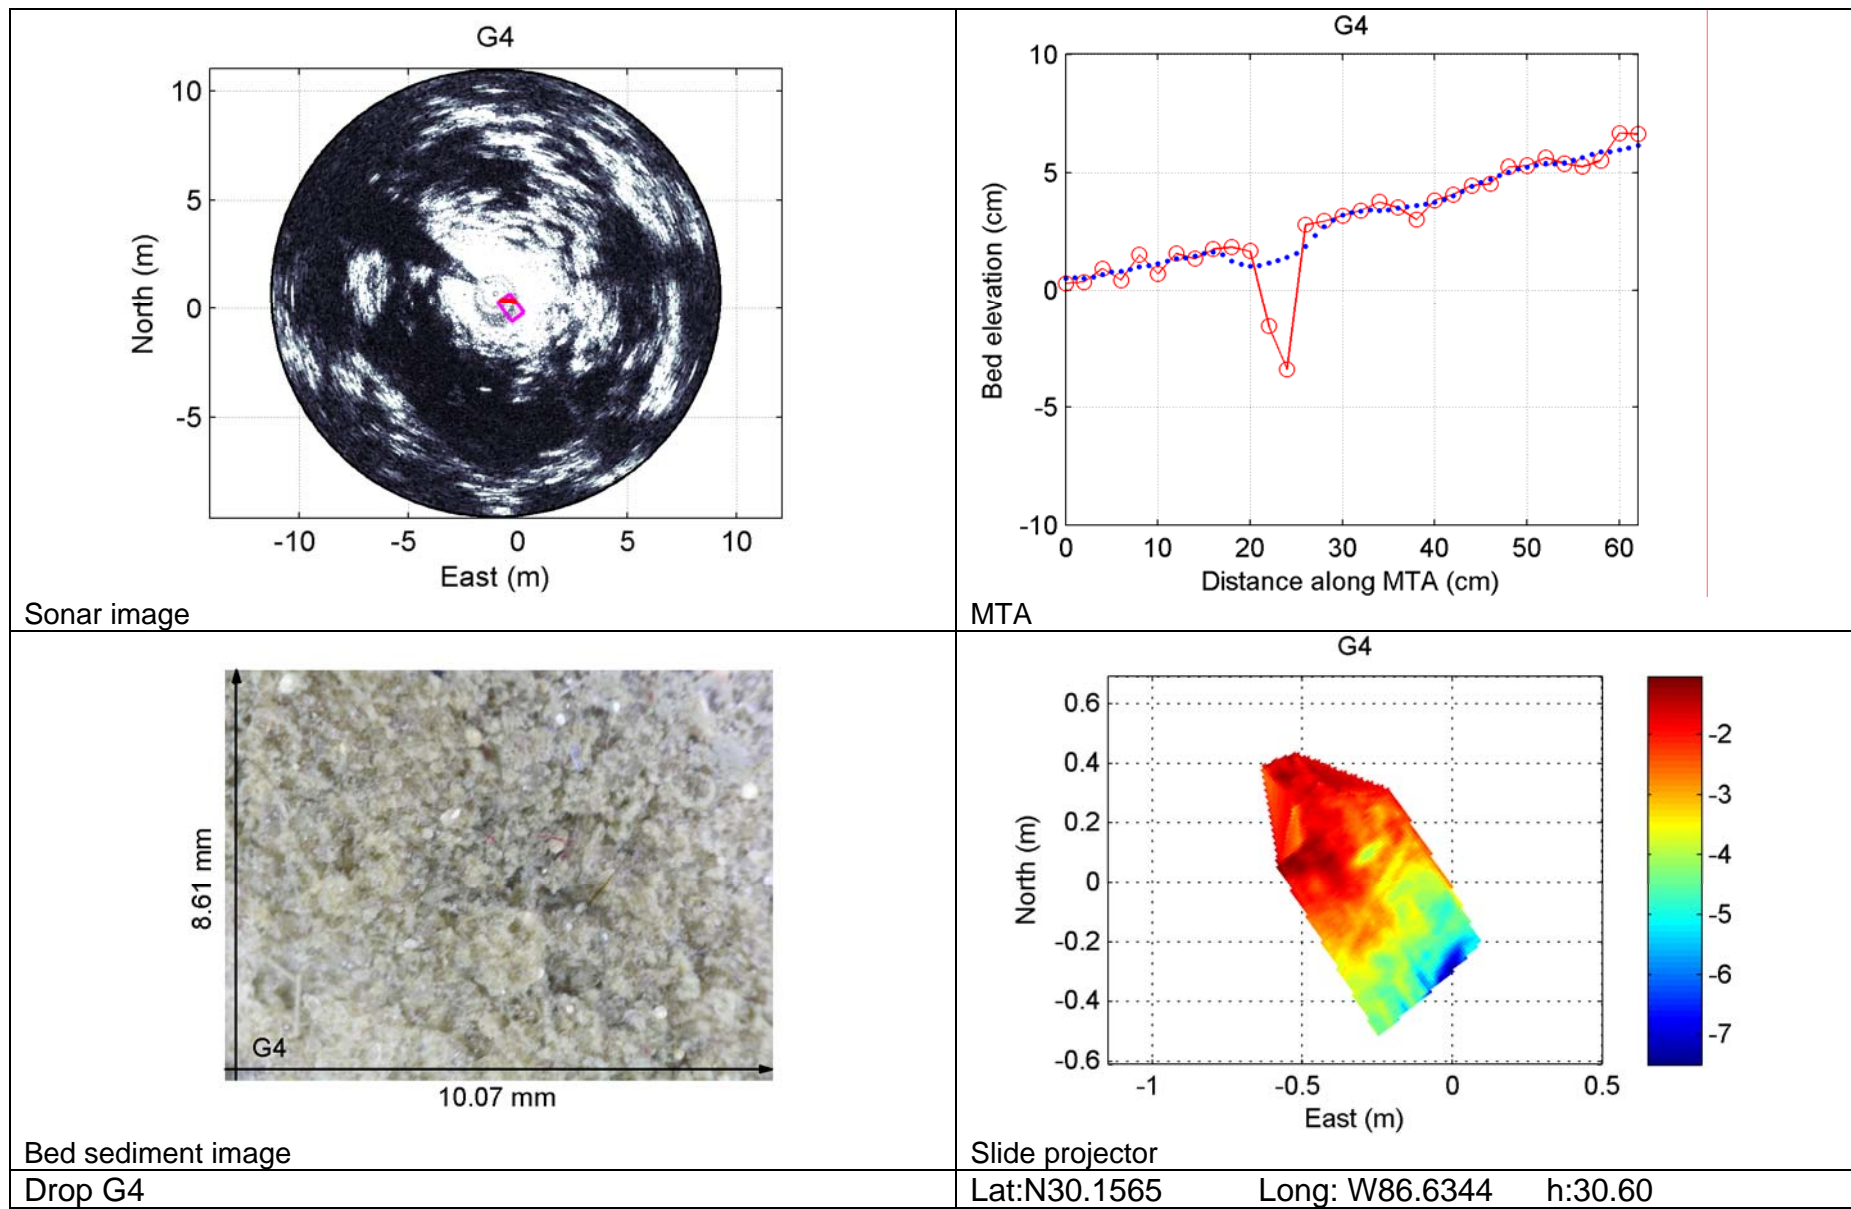 G4
10
5
0
-5
North (m)
-10 -5 0 5 10
East (m)
Sonar image
G4
10
5
0
-5
-10
Bed elevation (cm)
0 10 20 30 40 50 60
Distance along MTA (cm)
MTA
8.61 mm
G4
10.07 mm
Bed sediment image
G4
0.6
0.4
0.2
0
-0.2
-0.4
-0.6
North (m)
-1 -0.5 0 0.5
East (m)
-2
-3
-4
-5
-6
-7
Slide projector
Drop G4
Lat:N30.1565 Long: W86.6344 h:30.60